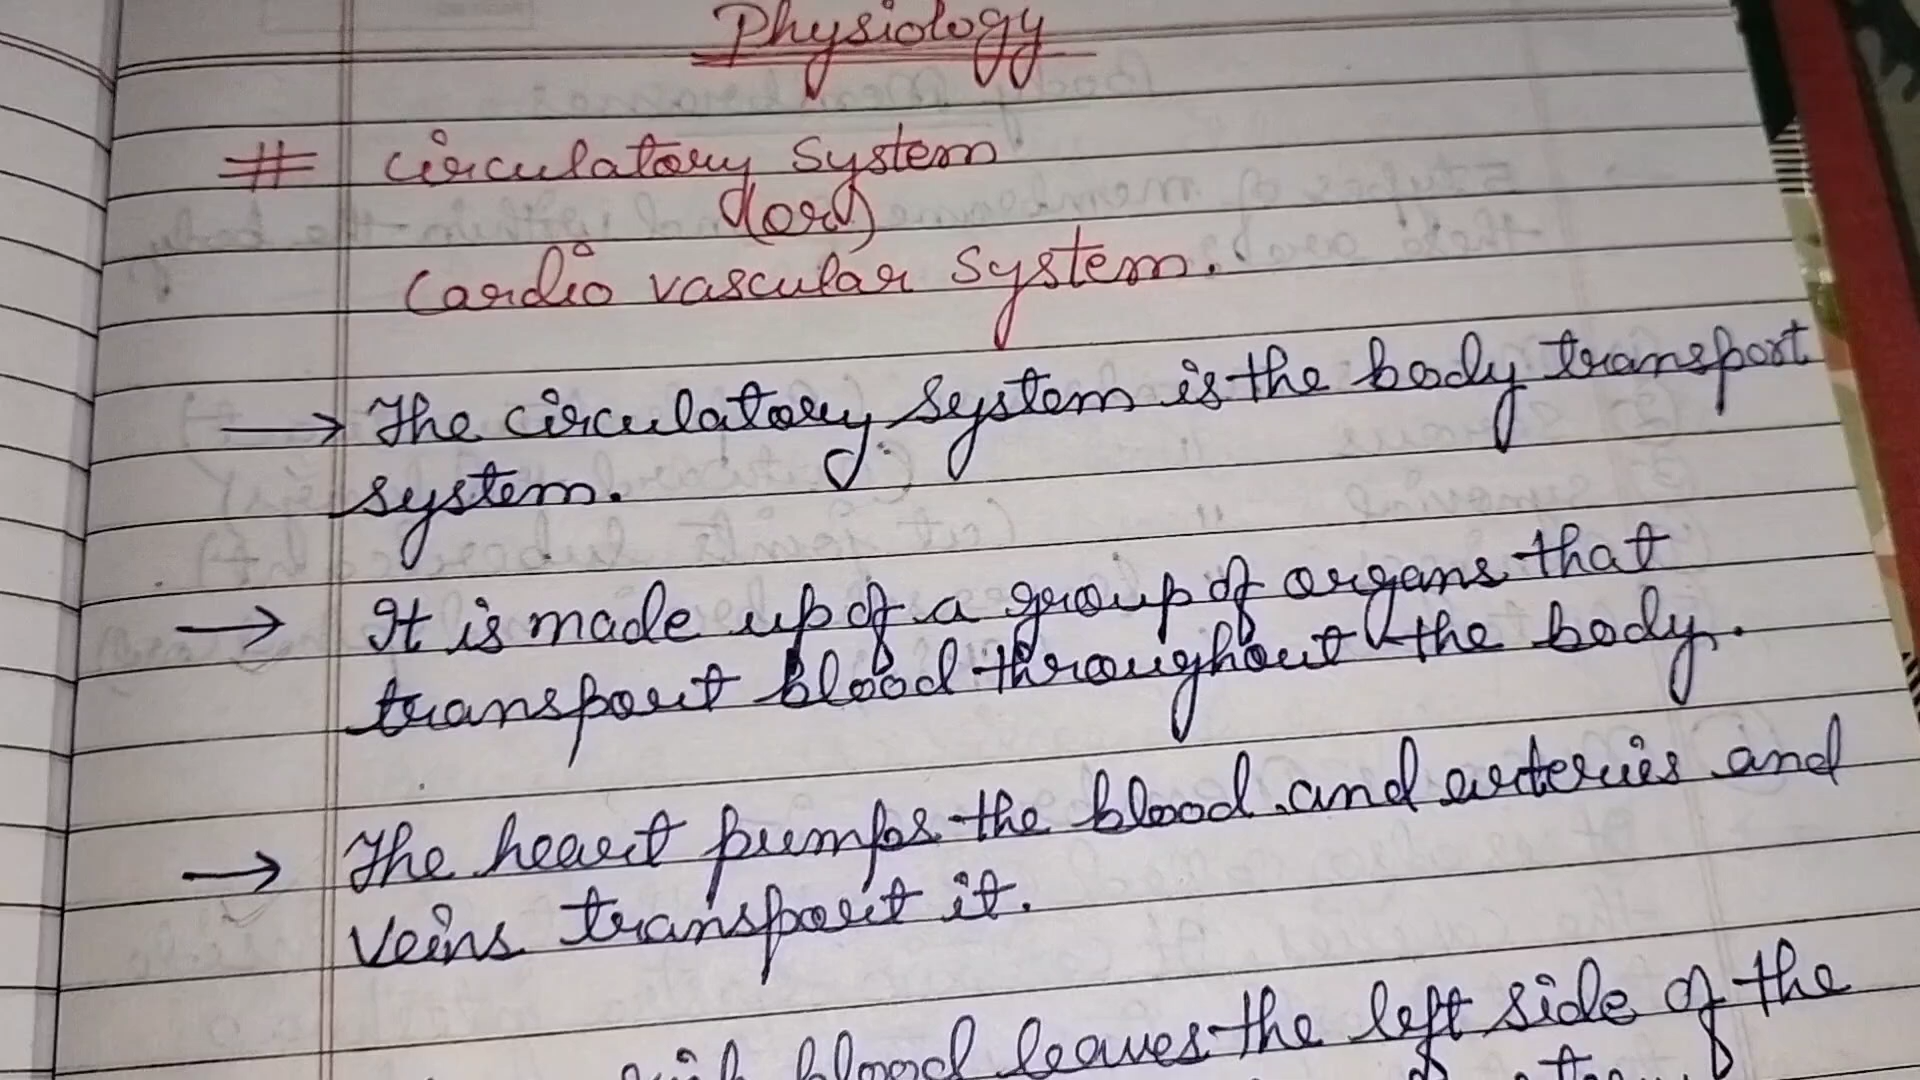 Physiology
# Circulatory System
(or)
Cardio vascular System.
→ The circulatory system is the body transport
system.
→ It is made up of a group of organs that
transport blood throughout the body.
→ The heart pumps the blood and arteries and
veins transport it.
blood leaves the left side of the